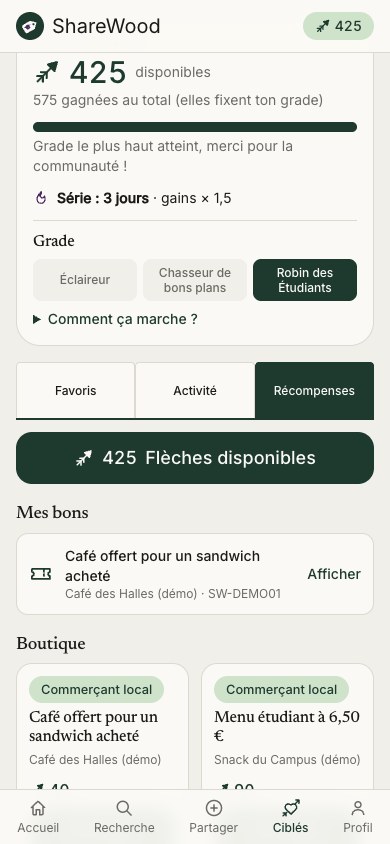 ShareWood
425
425 disponibles
575 gagnées au total (elles fixent ton grade)
Grade le plus haut atteint, merci pour la
communauté !
Série : 3 jours · gains × 1,5
Grade
Éclaireur
Chasseur de
bons plans
Robin des
Étudiants
Comment ça marche ?
Favoris
Activité
Récompenses
425 Flèches disponibles
Mes bons
Café offert pour un sandwich
acheté
Café des Halles (démo) · SW-DEMO01
Afficher
Boutique
Commerçant local
Café offert pour un
sandwich acheté
Café des Halles (démo)
Commerçant local
Menu étudiant à 6,50
€
Snack du Campus (démo)
Accueil
Recherche
Partager
Ciblés
Profil